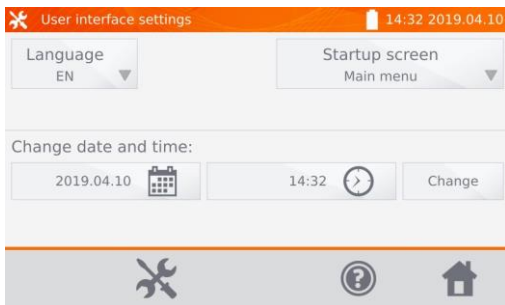 User interface settings
14:32 2019.04.10
Language
EN
Startup screen
Main menu
Change date and time:
2019.04.10
14:32
Change
?